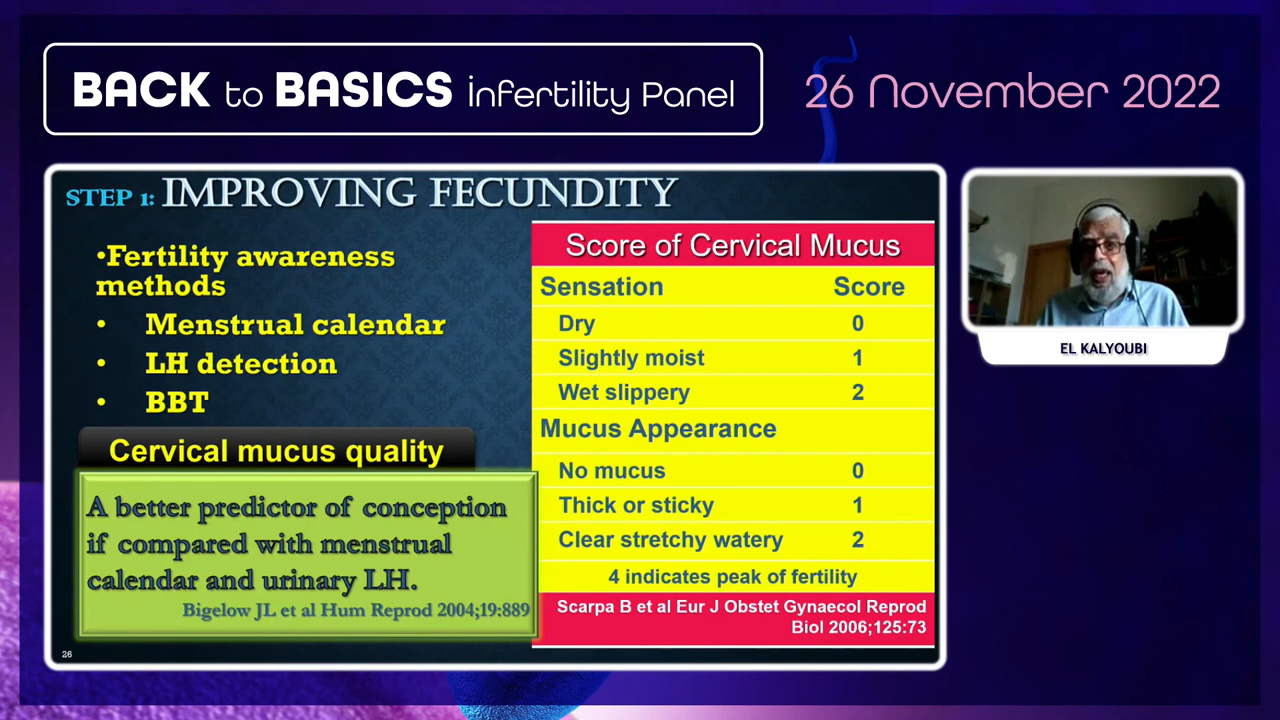 BACK to BASICS infertility Panel
26 November 2022
STEP 1: IMPROVING FECUNDITY
•Fertility awareness
methods
• Menstrual calendar
• LH detection
• BBT
Cervical mucus quality
A better predictor of conception
if compared with menstrual
calendar and urinary LH.
Bigelow JL et al Hum Reprod 2004;19:889
26
Score of Cervical Mucus
Sensation Score
Dry 0
Slightly moist 1
Wet slippery 2
Mucus Appearance
No mucus 0
Thick or sticky 1
Clear stretchy watery 2
4 indicates peak of fertility
Scarpa B et al Eur J Obstet Gynaecol Reprod
Biol 2006;125:73
EL KALYOUBI